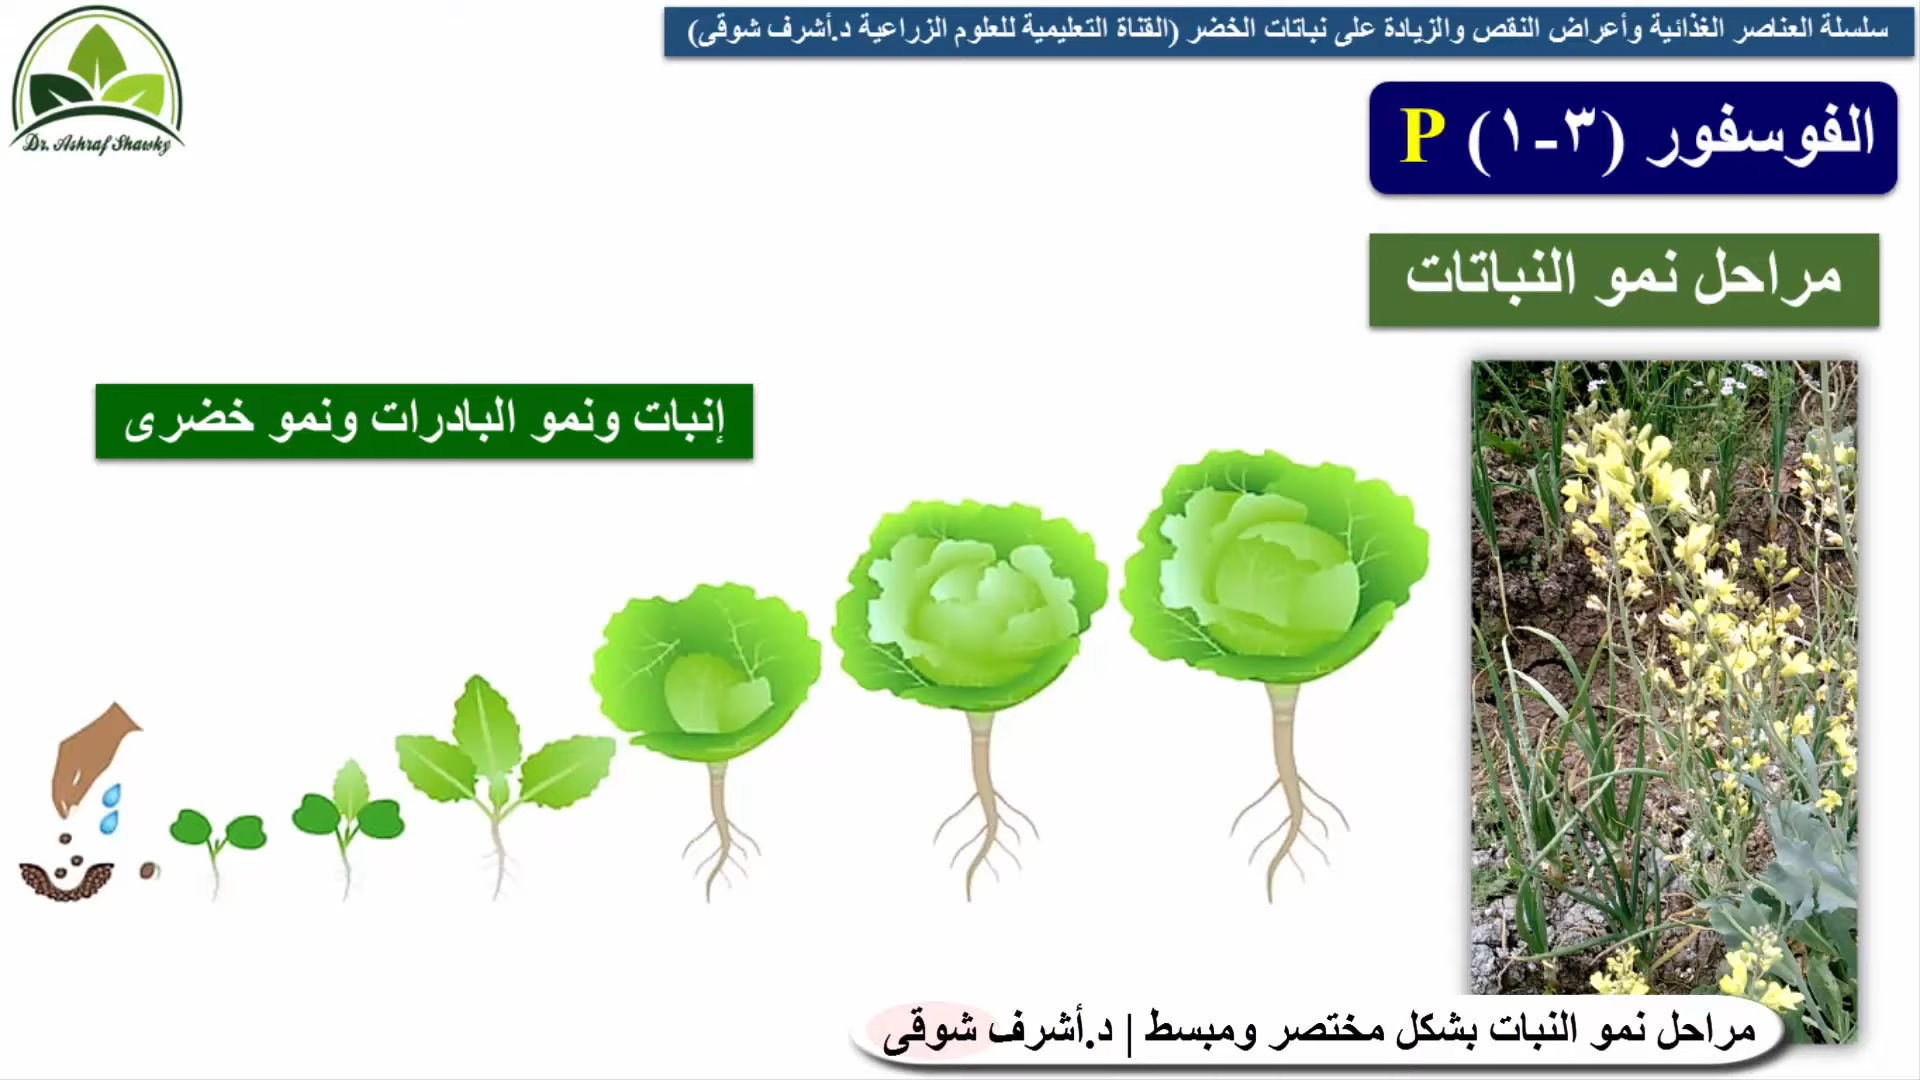 سلسلة العناصر الغذائية وأعراض النقص والزيادة على نباتات الخضر (القناة التعليمية للعلوم الزراعية د.أشرف شوقى)
Dr. Ashraf Shawky
الفوسفور (٣-١) P
مراحل نمو النباتات
إنبات ونمو البادرات ونمو خضرى
مراحل نمو النبات بشكل مختصر ومبسط | د.أشرف شوقى